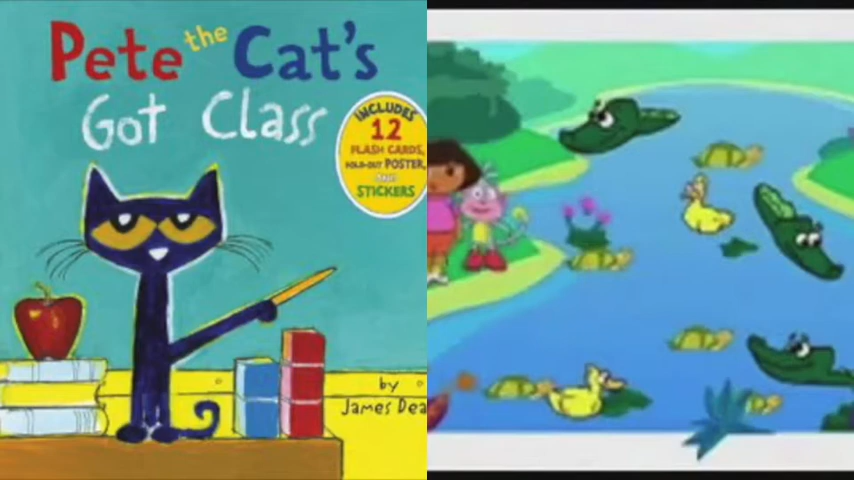 Pete the Cat's
Got Class
INCLUDES
12
FLASH CARDS,
FOLD-OUT POSTER,
AND
STICKERS
by
James Dea